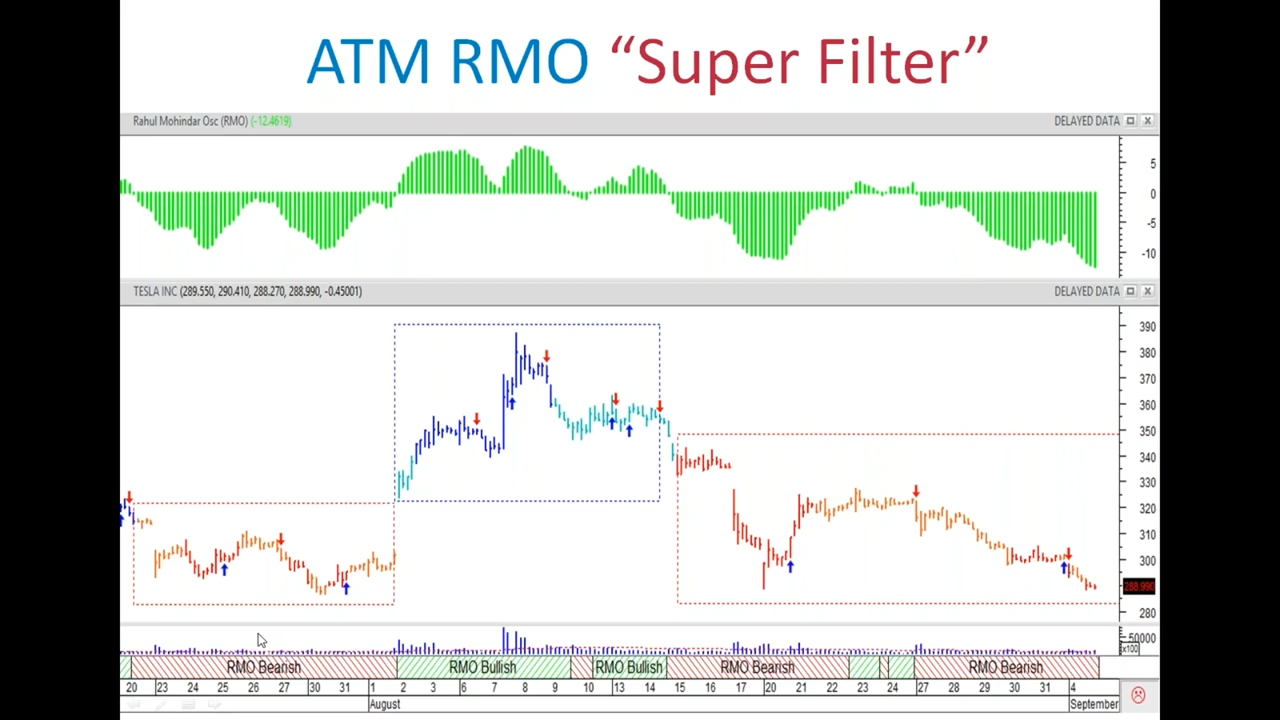 ATM RMO “Super Filter”
Rahul Mohindar Osc (RMO) (-12.4619)
DELAYED DATA
5
0
-5
-10
TESLA INC (289.550, 290.410, 288.270, 288.990, -0.45001)
DELAYED DATA
390
380
370
360
350
340
330
320
310
300
288.990
280
50000
x100
RMO Bearish RMO Bullish RMO Bullish RMO Bearish RMO Bearish
20 23 24 25 26 27 30 31 1 2 3 6 7 8 9 10 13 14 15 16 17 20 21 22 23 24 27 28 29 30 31 4
August September